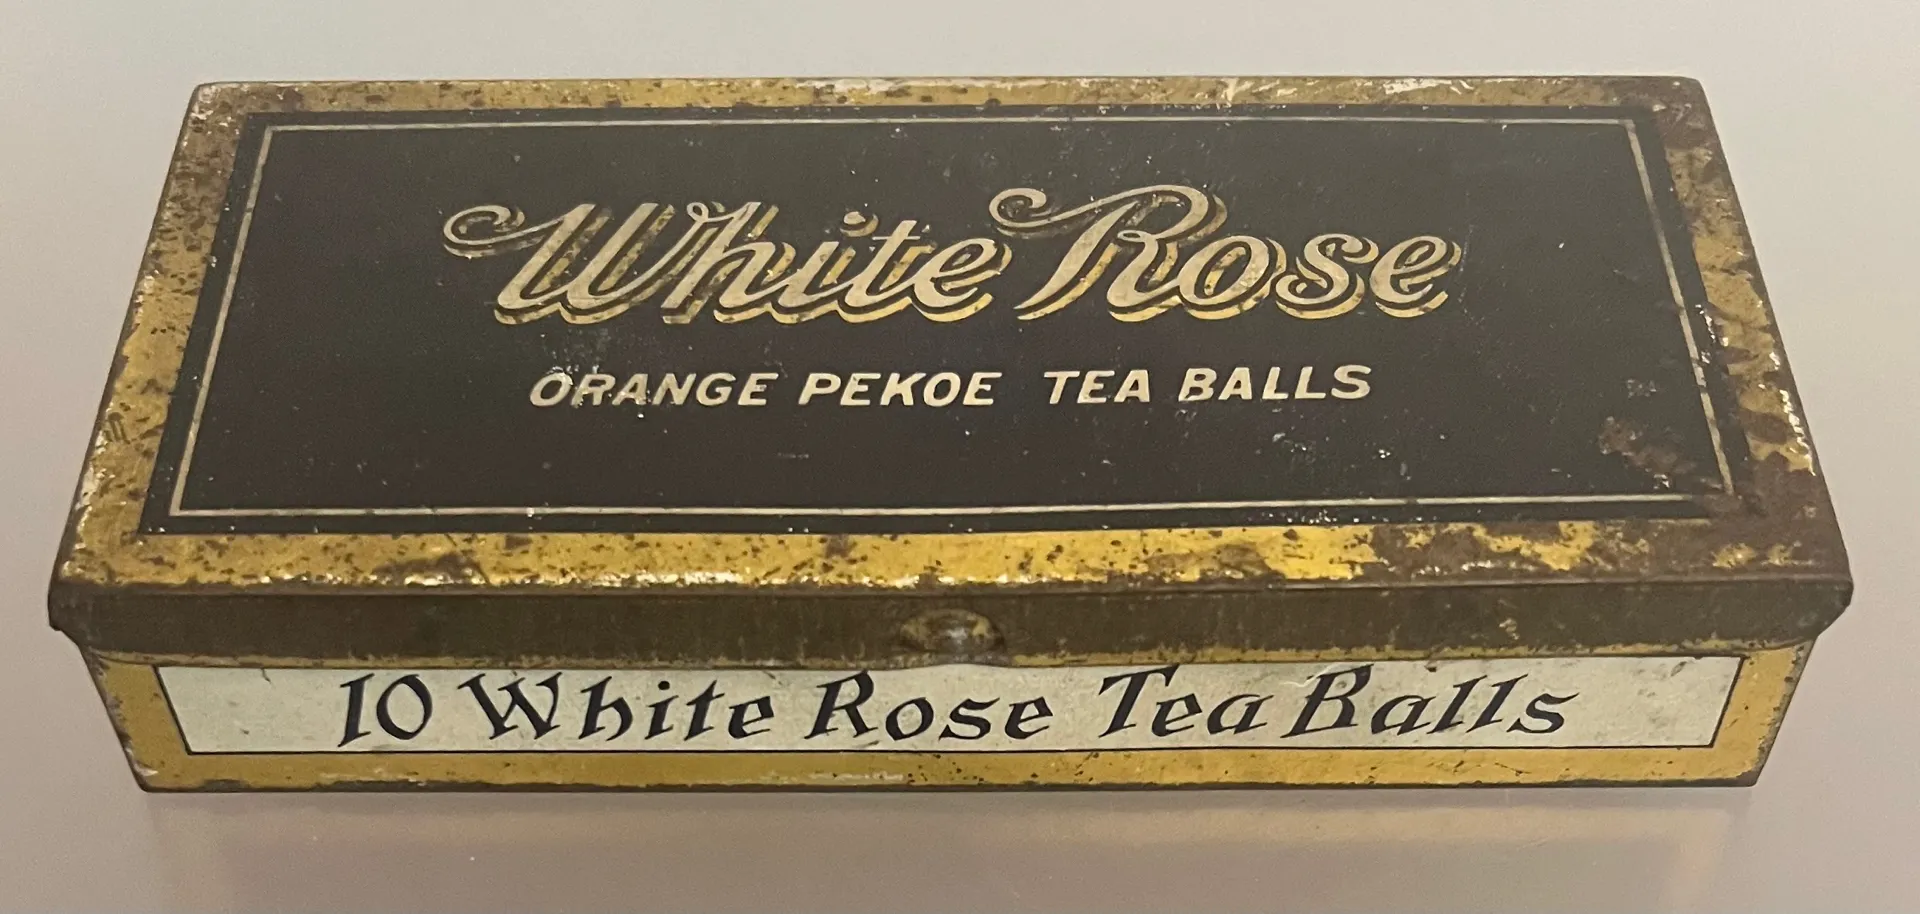 White Rose
ORANGE PEKOE TEA BALLS
10 White Rose Tea Balls